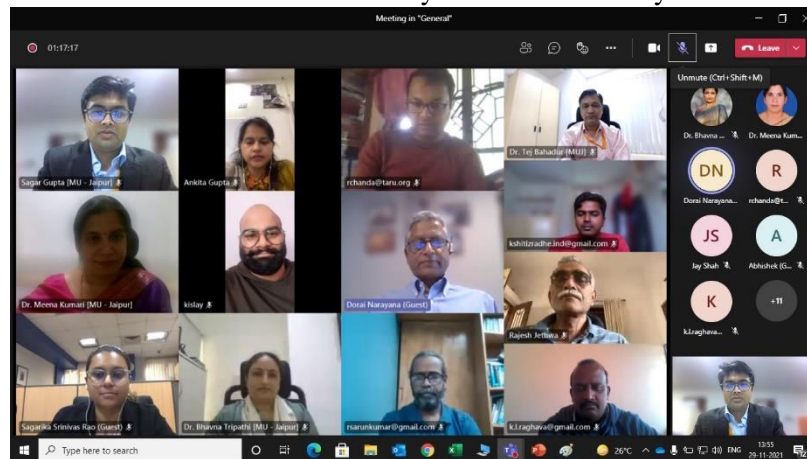 Meeting in "General"
01:17:17
Leave
Unmute (Ctrl+Shift+M)
Sagar Gupta [MU - Jaipur]
Ankita Gupta
rchanda@taru.org
Dr. Tej Bahadur (MUJ)
kshitizradhe.ind@gmail.com
Dr. Meena Kumari [MU - Jaipur]
kislay
Dorai Narayana (Guest)
Rajesh Jethwa
Sagarika Srinivas Rao (Guest)
Dr. Bhavna Tripathi [MU - Jaipur]
rsarunkumar@gmail.com
k.l.raghava@gmail.com
Dr. Bhavna ...
Dr. Meena Kum...
DN
Dorai Narayana...
R
rchanda@t...
JS
Jay Shah
A
Abhishek (G...
K
k.l.raghava...
+11
Type here to search
26°C
ENG
13:55
29-11-2021